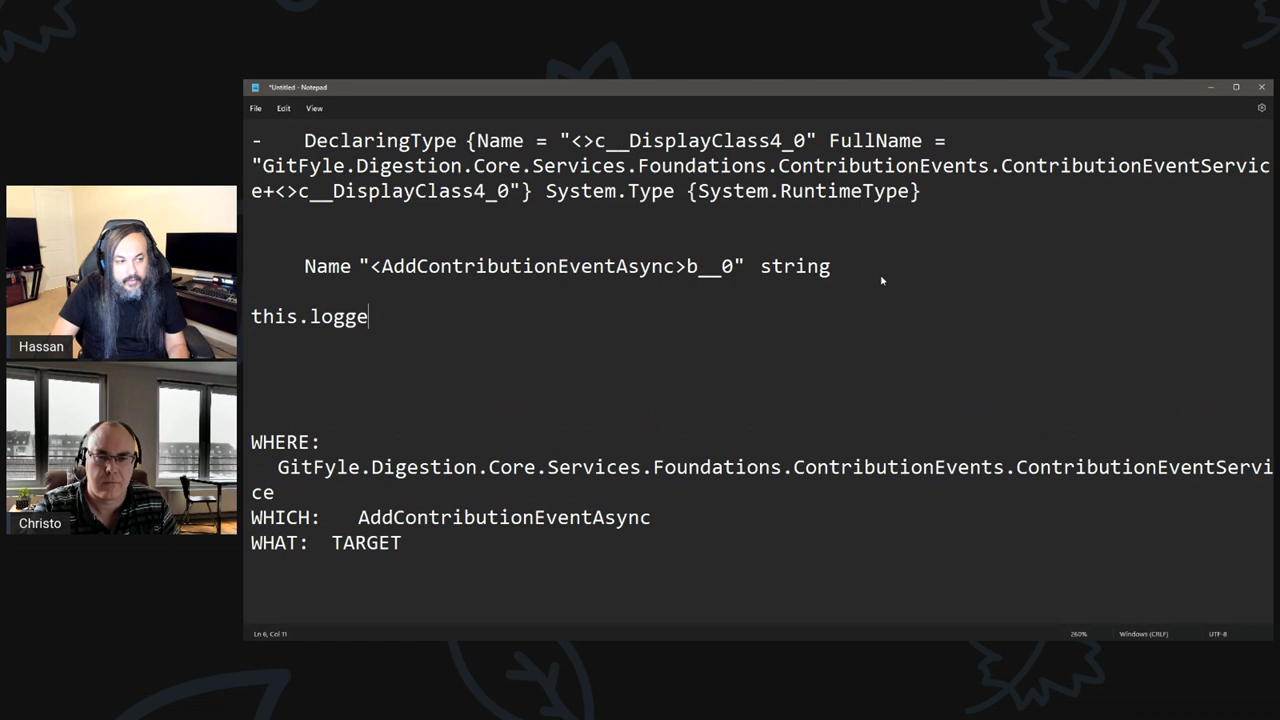 *Untitled - Notepad
File Edit View
- DeclaringType {Name = "<>c__DisplayClass4_0" FullName =
"GitFyle.Digestion.Core.Services.Foundations.ContributionEvents.ContributionEventServic
e+<>c__DisplayClass4_0"} System.Type {System.RuntimeType}
Name "<AddContributionEventAsync>b__0" string
this.logge
WHERE:
GitFyle.Digestion.Core.Services.Foundations.ContributionEvents.ContributionEventServi
ce
WHICH: AddContributionEventAsync
WHAT: TARGET
Ln 6, Col 11 260% Windows (CRLF) UTF-8
Hassan
Christo